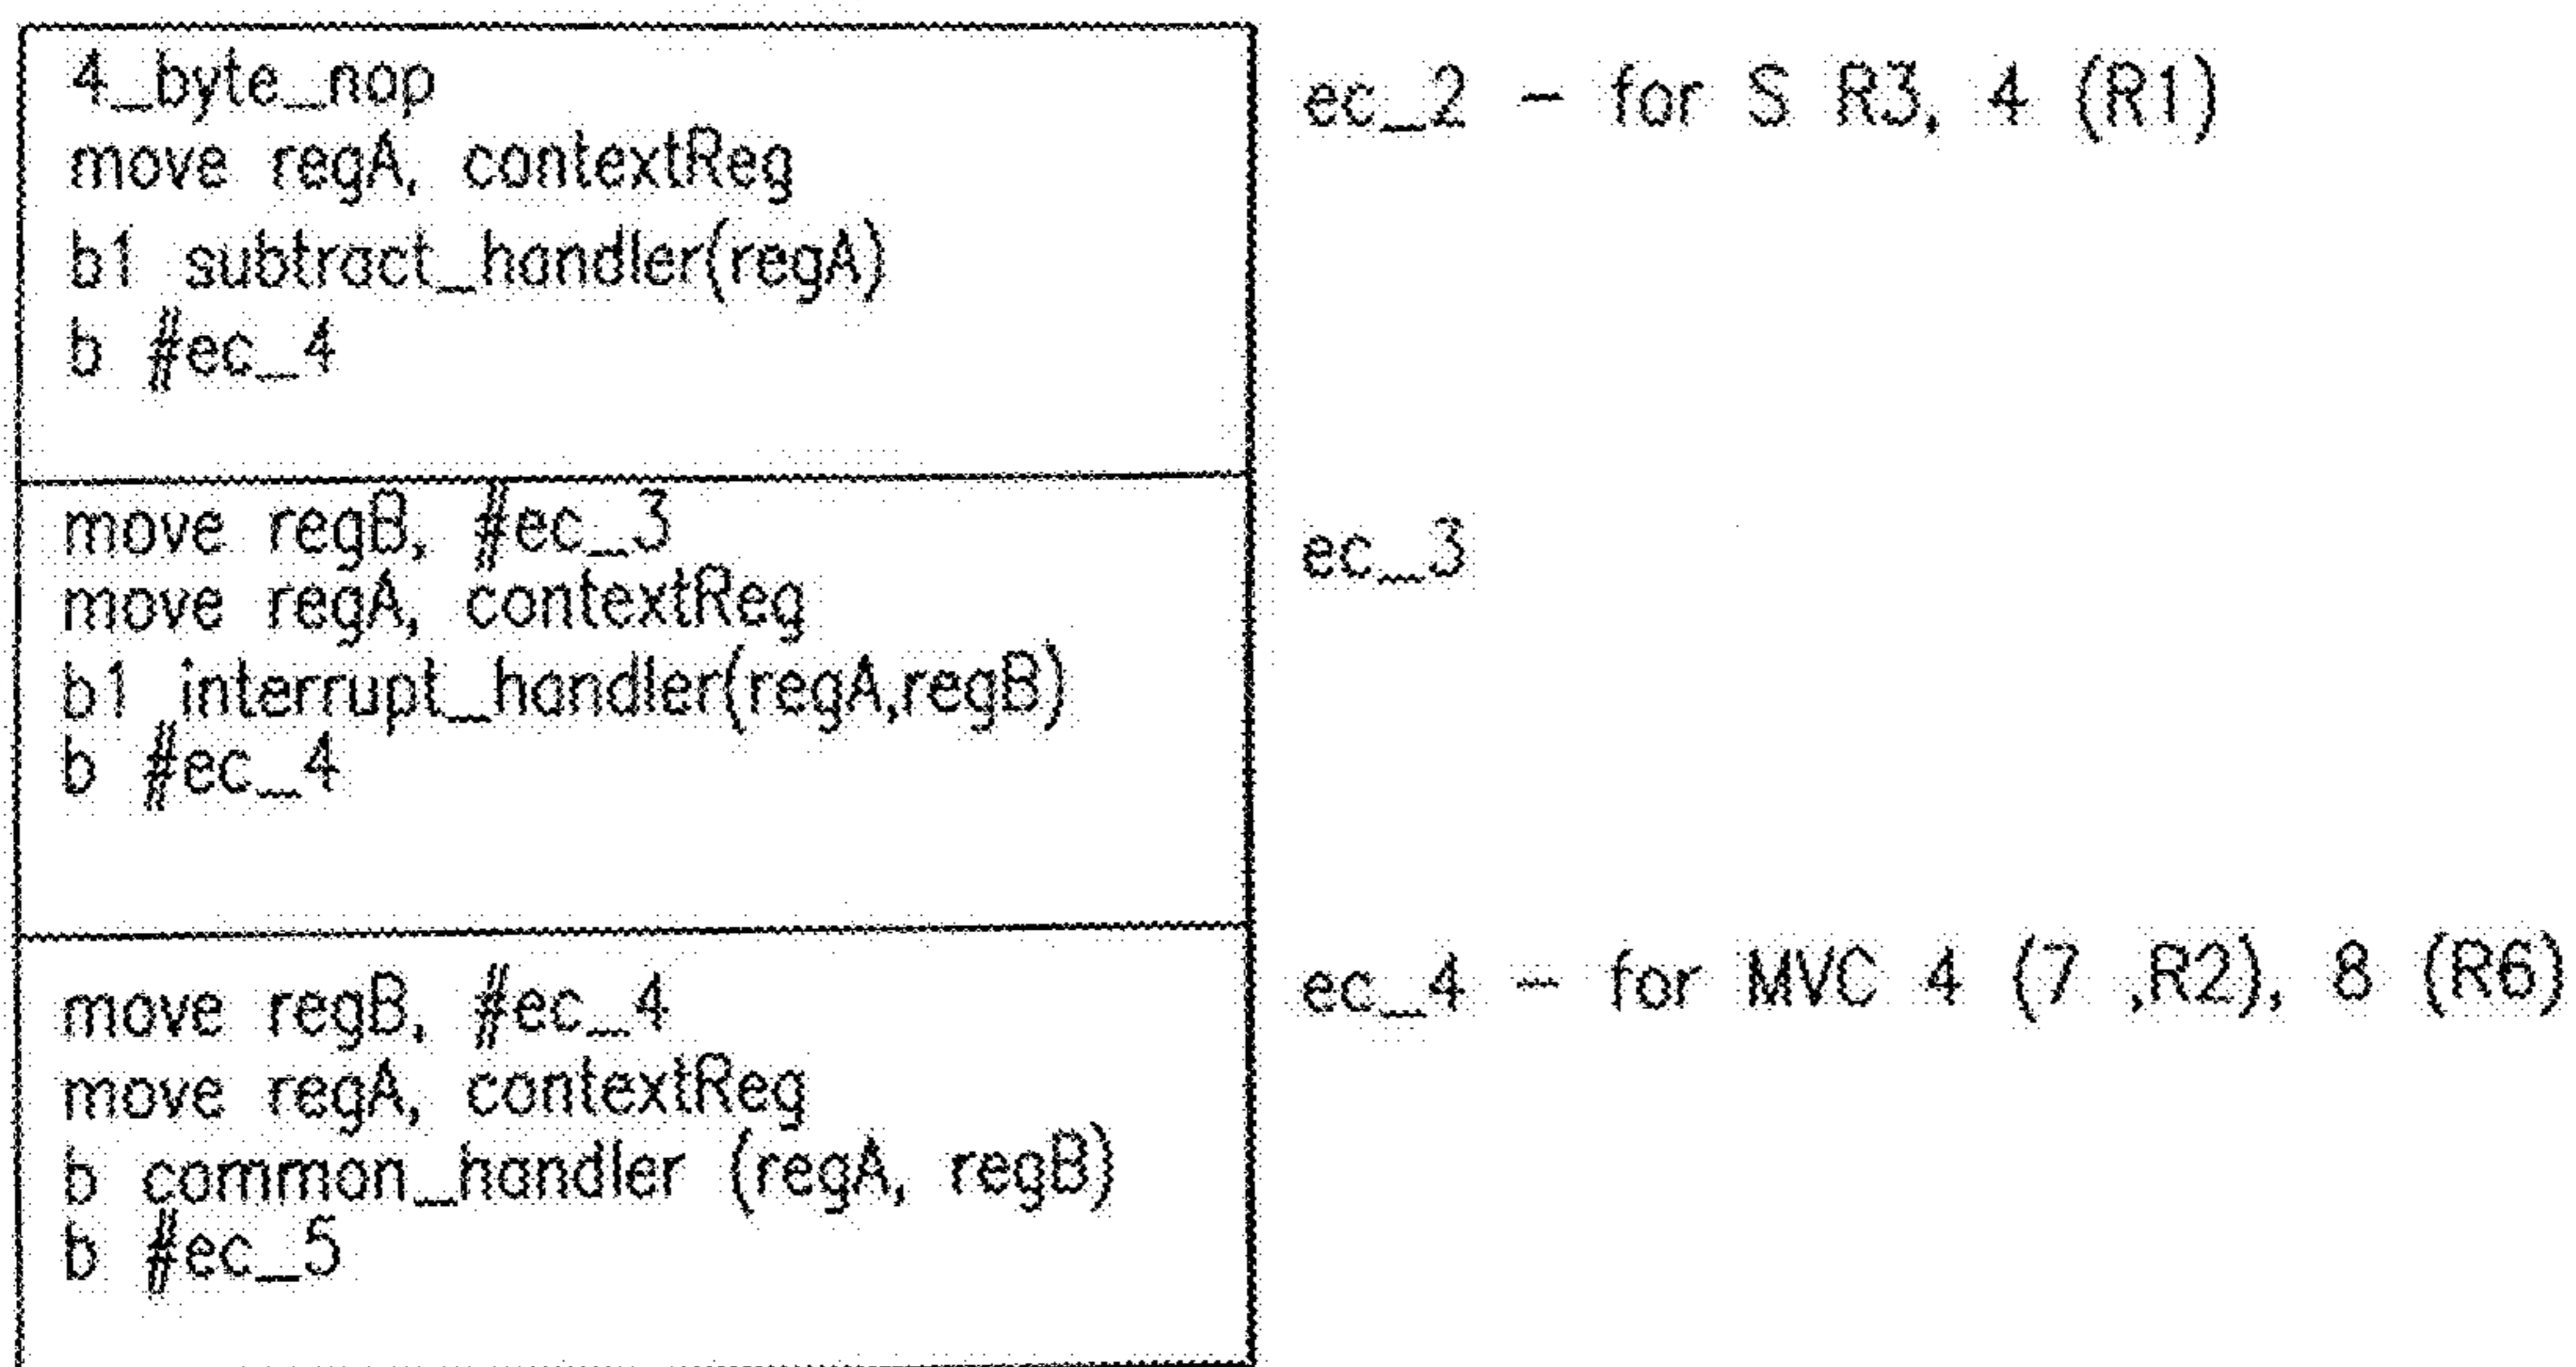 4_byte_nop
move regA, contextReg
b1 subtract_handler(regA)
b #ec_4
ec_2 – for S R3, 4 (R1)
move regB, #ec_3
move regA, contextReg
b1 interrupt_handler(regA,regB)
b #ec_4
ec_3
move regB, #ec_4
move regA, contextReg
b common_handler (regA, regB)
b #ec_5
ec_4 – for MVC 4 (7 ,R2), 8 (R6)